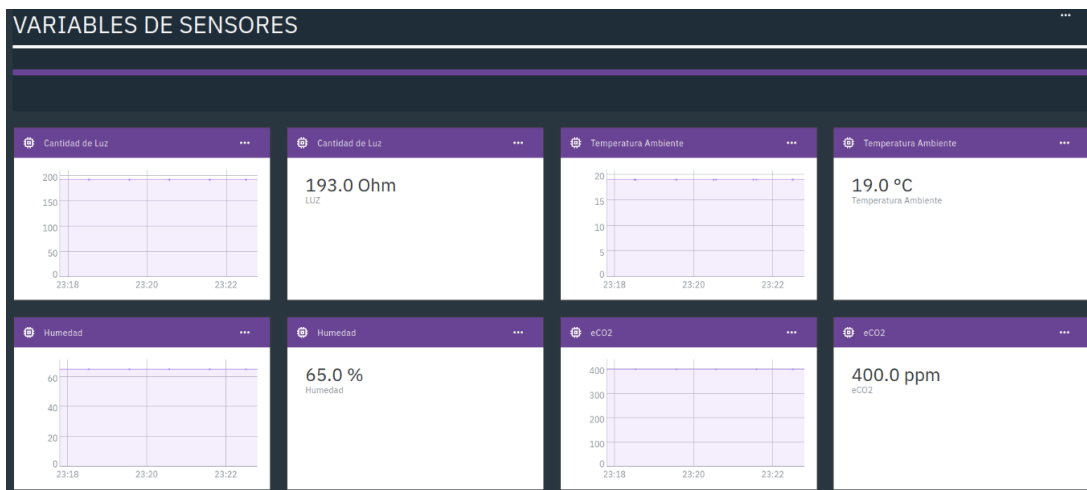 VARIABLES DE SENSORES
...
Cantidad de Luz ...
200
150
100
50
0
23:18 23:20 23:22
Cantidad de Luz ...
193.0 Ohm
LUZ
Temperatura Ambiente ...
20
15
10
5
0
23:18 23:20 23:22
Temperatura Ambiente ...
19.0 °C
Temperatura Ambiente
Humedad ...
60
40
20
0
23:18 23:20 23:22
Humedad ...
65.0 %
Humedad
eCO2 ...
400
300
200
100
0
23:18 23:20 23:22
eCO2 ...
400.0 ppm
eCO2